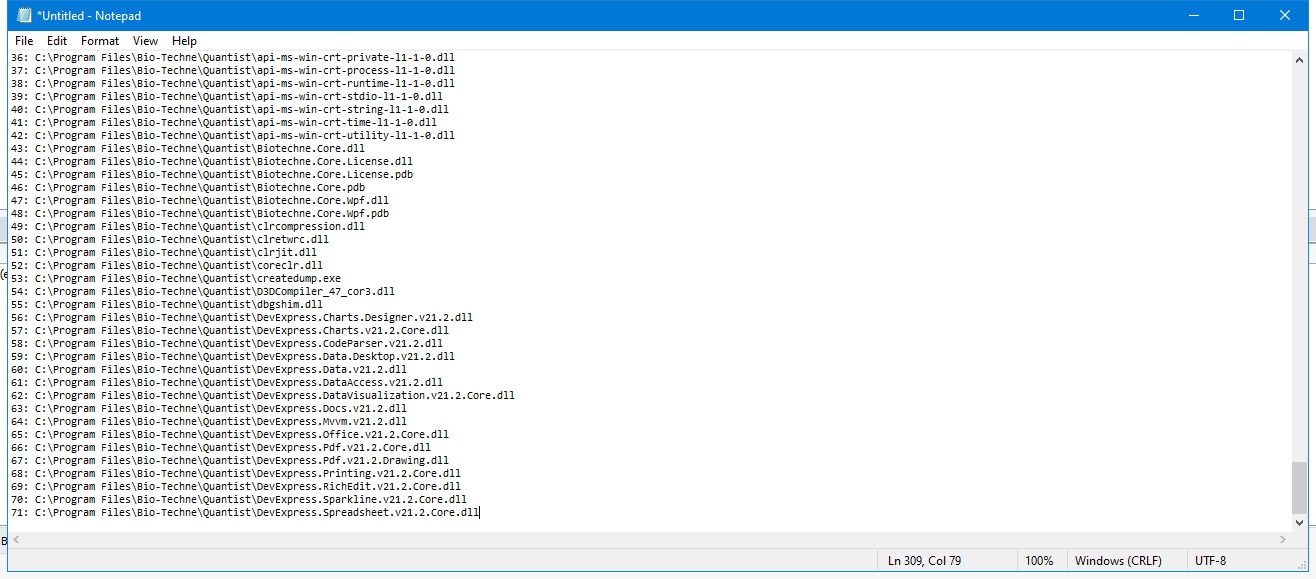 *Untitled - Notepad
File Edit Format View Help
36: C:\Program Files\Bio-Techne\Quantist\api-ms-win-crt-private-l1-1-0.dll
37: C:\Program Files\Bio-Techne\Quantist\api-ms-win-crt-process-l1-1-0.dll
38: C:\Program Files\Bio-Techne\Quantist\api-ms-win-crt-runtime-l1-1-0.dll
39: C:\Program Files\Bio-Techne\Quantist\api-ms-win-crt-stdio-l1-1-0.dll
40: C:\Program Files\Bio-Techne\Quantist\api-ms-win-crt-string-l1-1-0.dll
41: C:\Program Files\Bio-Techne\Quantist\api-ms-win-crt-time-l1-1-0.dll
42: C:\Program Files\Bio-Techne\Quantist\api-ms-win-crt-utility-l1-1-0.dll
43: C:\Program Files\Bio-Techne\Quantist\Biotechne.Core.dll
44: C:\Program Files\Bio-Techne\Quantist\Biotechne.Core.License.dll
45: C:\Program Files\Bio-Techne\Quantist\Biotechne.Core.License.pdb
46: C:\Program Files\Bio-Techne\Quantist\Biotechne.Core.pdb
47: C:\Program Files\Bio-Techne\Quantist\Biotechne.Core.Wpf.dll
48: C:\Program Files\Bio-Techne\Quantist\Biotechne.Core.Wpf.pdb
49: C:\Program Files\Bio-Techne\Quantist\clrcompression.dll
50: C:\Program Files\Bio-Techne\Quantist\clretwrc.dll
51: C:\Program Files\Bio-Techne\Quantist\clrjit.dll
52: C:\Program Files\Bio-Techne\Quantist\coreclr.dll
53: C:\Program Files\Bio-Techne\Quantist\createdump.exe
54: C:\Program Files\Bio-Techne\Quantist\D3DCompiler_47_cor3.dll
55: C:\Program Files\Bio-Techne\Quantist\dbgshim.dll
56: C:\Program Files\Bio-Techne\Quantist\DevExpress.Charts.Designer.v21.2.dll
57: C:\Program Files\Bio-Techne\Quantist\DevExpress.Charts.v21.2.Core.dll
58: C:\Program Files\Bio-Techne\Quantist\DevExpress.CodeParser.v21.2.dll
59: C:\Program Files\Bio-Techne\Quantist\DevExpress.Data.Desktop.v21.2.dll
60: C:\Program Files\Bio-Techne\Quantist\DevExpress.Data.v21.2.dll
61: C:\Program Files\Bio-Techne\Quantist\DevExpress.DataAccess.v21.2.dll
62: C:\Program Files\Bio-Techne\Quantist\DevExpress.DataVisualization.v21.2.Core.dll
63: C:\Program Files\Bio-Techne\Quantist\DevExpress.Docs.v21.2.dll
64: C:\Program Files\Bio-Techne\Quantist\DevExpress.Mvvm.v21.2.dll
65: C:\Program Files\Bio-Techne\Quantist\DevExpress.Office.v21.2.Core.dll
66: C:\Program Files\Bio-Techne\Quantist\DevExpress.Pdf.v21.2.Core.dll
67: C:\Program Files\Bio-Techne\Quantist\DevExpress.Pdf.v21.2.Drawing.dll
68: C:\Program Files\Bio-Techne\Quantist\DevExpress.Printing.v21.2.Core.dll
69: C:\Program Files\Bio-Techne\Quantist\DevExpress.RichEdit.v21.2.Core.dll
70: C:\Program Files\Bio-Techne\Quantist\DevExpress.Sparkline.v21.2.Core.dll
71: C:\Program Files\Bio-Techne\Quantist\DevExpress.Spreadsheet.v21.2.Core.dll
Ln 309, Col 79 100% Windows (CRLF) UTF-8